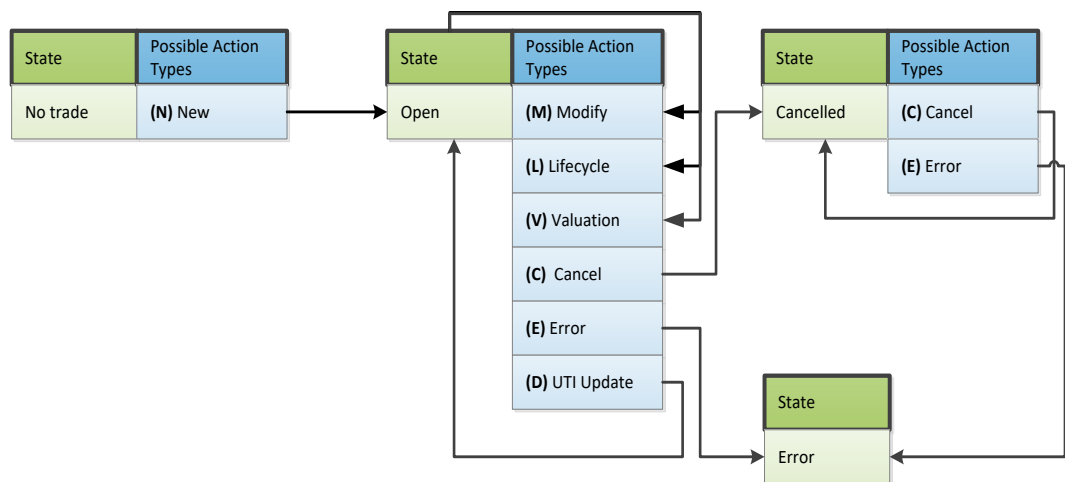 State
Possible Action
Types
No trade
(N) New
State
Possible Action
Types
Open
(M) Modify
(L) Lifecycle
(V) Valuation
(C) Cancel
(E) Error
(D) UTI Update
State
Possible Action
Types
Cancelled
(C) Cancel
(E) Error
State
Error